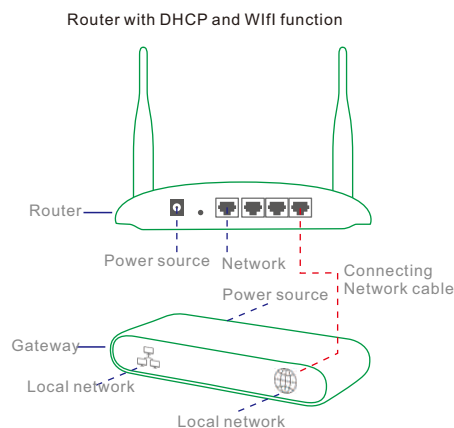 Router with DHCP and WIfI function
Router
Power source
Network
Connecting
Network cable
Power source
Gateway
Local network
Local network